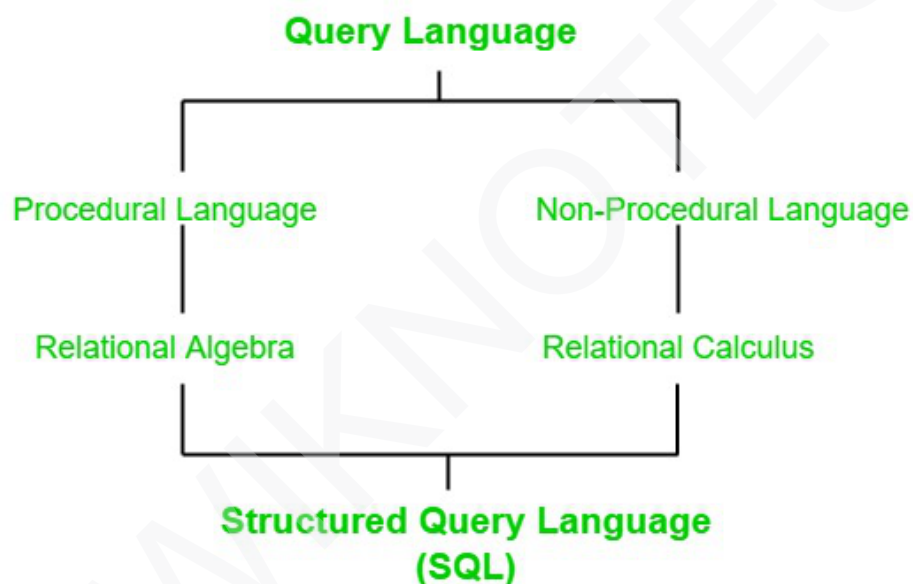 Query Language
Procedural Language
Non-Procedural Language
Relational Algebra
Relational Calculus
Structured Query Language
(SQL)